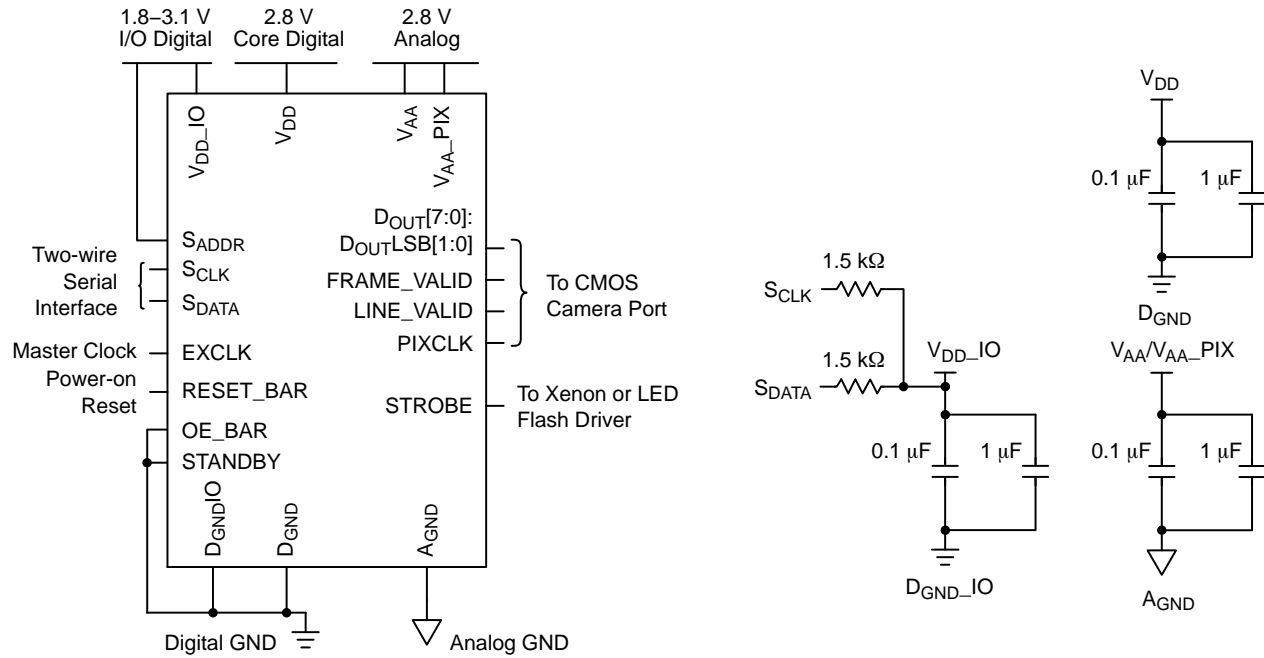 1.8–3.1 V
I/O Digital
2.8 V
Core Digital
2.8 V
Analog
VDD_IO
VDD
VAA
VAA_PIX
DOUT[7:0]:
DOUTLSB[1:0]
FRAME_VALID
LINE_VALID
PIXCLK
STROBE
To CMOS
Camera Port
To Xenon or LED
Flash Driver
Two-wire
Serial
Interface
SADDR
SCLK
SDATA
Master Clock
EXCLK
Power-on
Reset
RESET_BAR
OE_BAR
STANDBY
DGNDIO
DGND
AGND
Digital GND
Analog GND
SCLK
1.5 kΩ
SDATA
1.5 kΩ
VDD_IO
0.1 μF
1 μF
DGND_IO
VDD
0.1 μF
1 μF
DGND
VAA/VAA_PIX
0.1 μF
1 μF
AGND